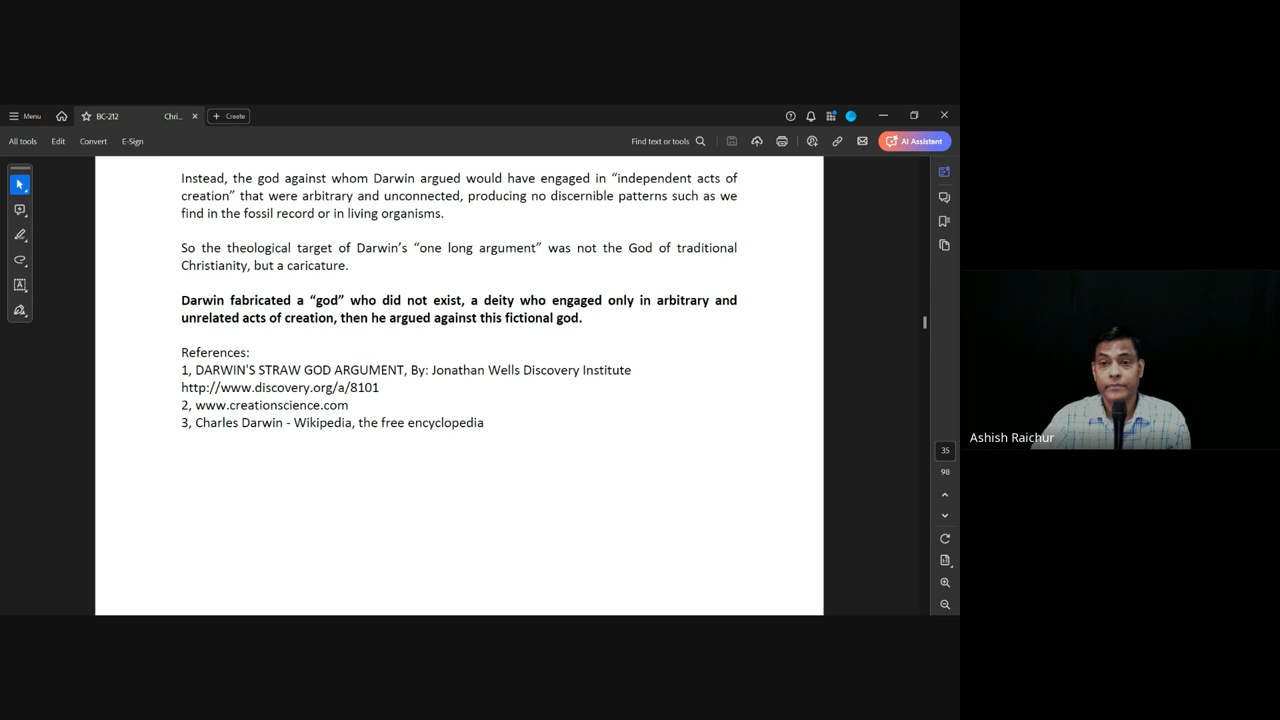 Menu
BC-212 Chri...
Create
All tools
Edit
Convert
E-Sign
Find text or tools
AI Assistant
Instead, the god against whom Darwin argued would have engaged in “independent acts of
creation” that were arbitrary and unconnected, producing no discernible patterns such as we
find in the fossil record or in living organisms.
So the theological target of Darwin’s “one long argument” was not the God of traditional
Christianity, but a caricature.
Darwin fabricated a “god” who did not exist, a deity who engaged only in arbitrary and
unrelated acts of creation, then he argued against this fictional god.
References:
1, DARWIN'S STRAW GOD ARGUMENT, By: Jonathan Wells Discovery Institute
http://www.discovery.org/a/8101
2, www.creationscience.com
3, Charles Darwin - Wikipedia, the free encyclopedia
35
98
Ashish Raichur